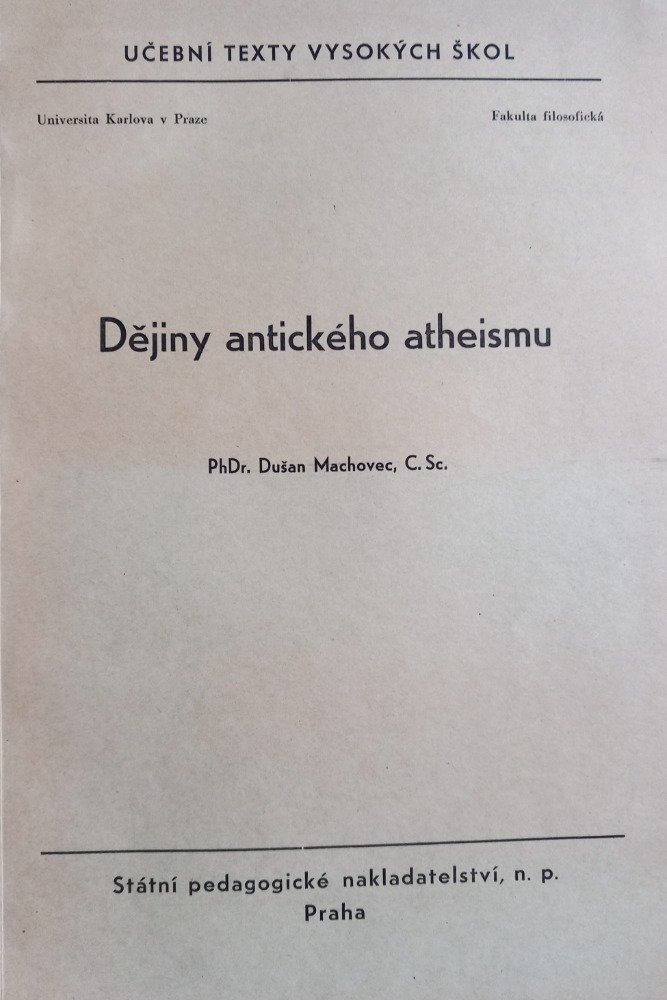 UČEBNÍ TEXTY VYSOKÝCH ŠKOL
Universita Karlova v Praze
Fakulta filosofická
Dějiny antického atheismu
PhDr. Dušan Machovec, C. Sc.
Státní pedagogické nakladatelství, n. p.
Praha